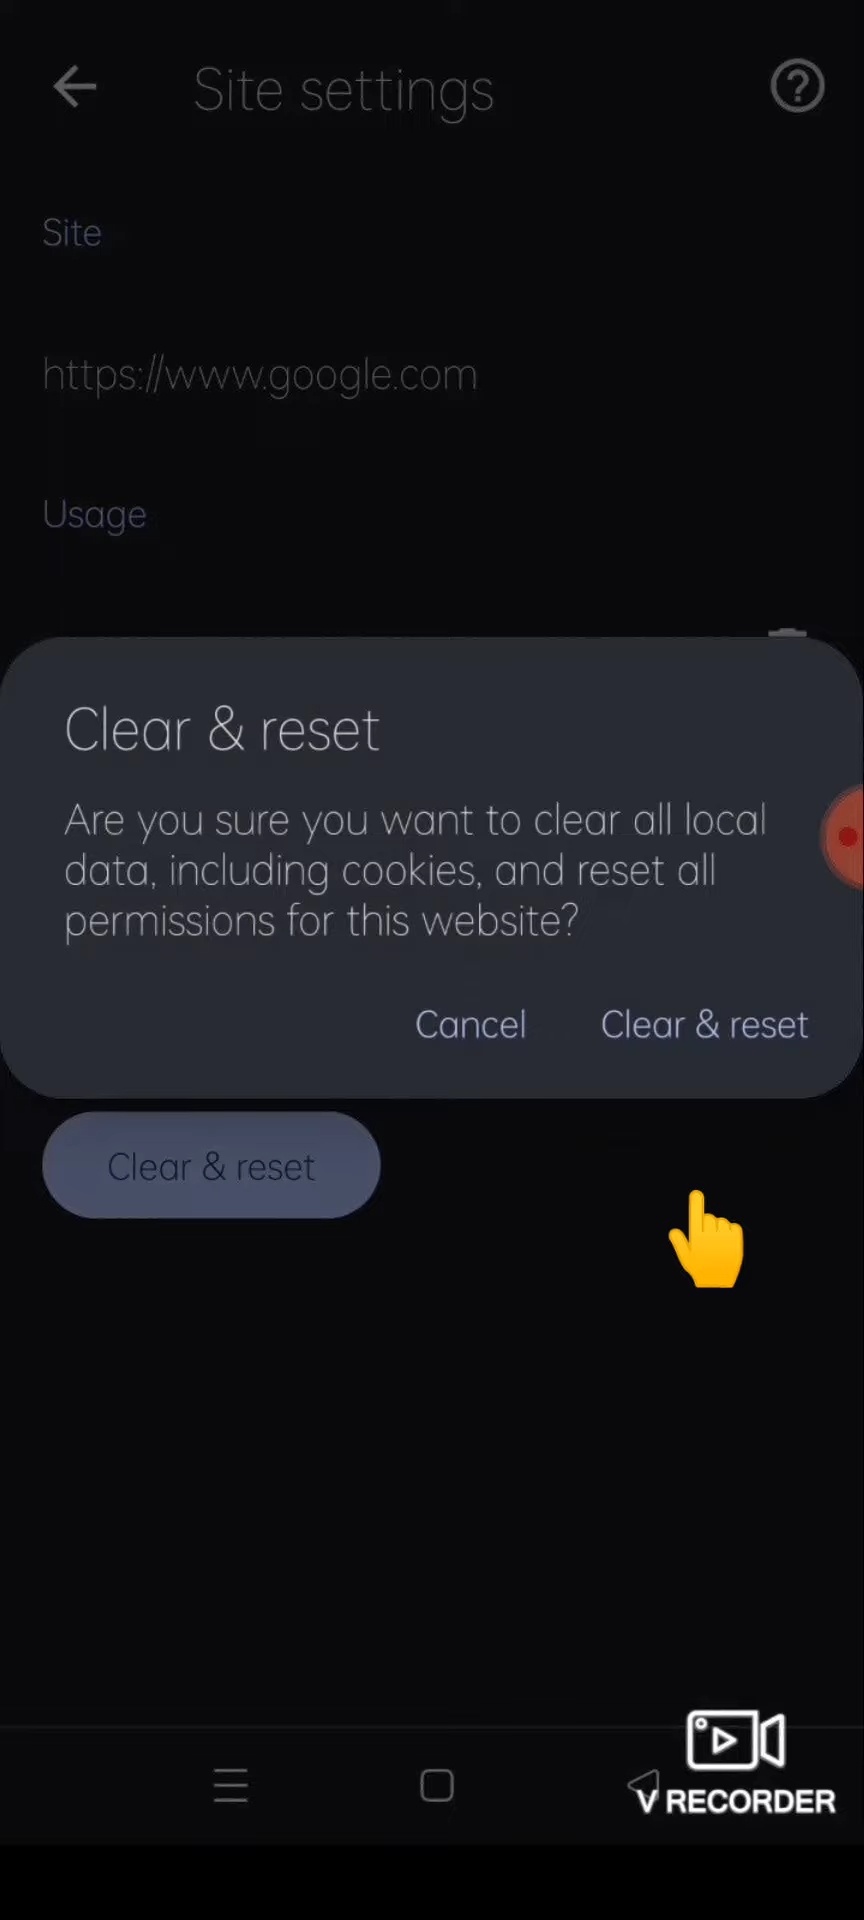 Site settings
Site
https://www.google.com
Usage
Clear & reset
Are you sure you want to clear all local
data, including cookies, and reset all
permissions for this website?
Cancel Clear & reset
Clear & reset
V RECORDER